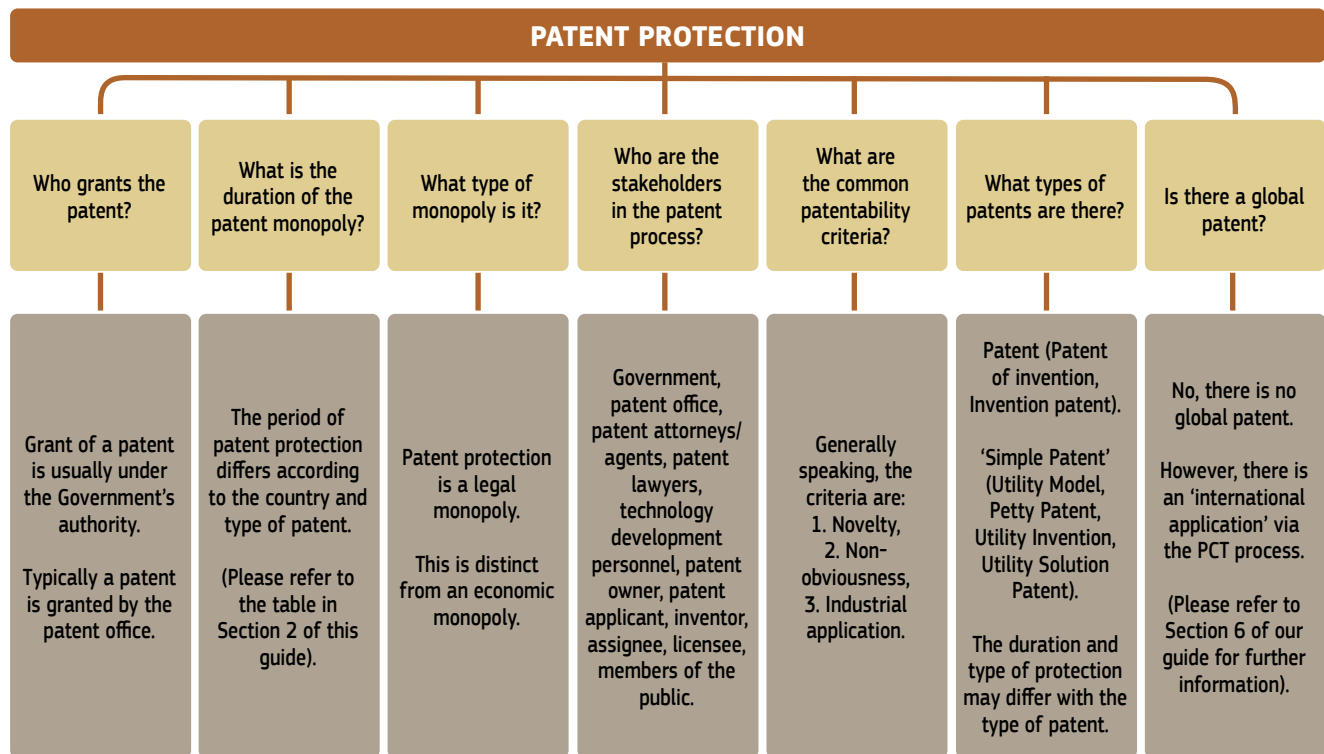 PATENT PROTECTION
Who grants the
patent?
What is the
duration of the
patent monopoly?
What type of
monopoly is it?
Who are the
stakeholders
in the patent
process?
What are
the common
patentability
criteria?
What types of
patents are there?
Is there a global
patent?
Grant of a patent
is usually under
the Government’s
authority.
Typically a patent
is granted by the
patent office.
The period of
patent protection
differs according
to the country and
type of patent.
(Please refer to
the table in
Section 2 of this
guide).
Patent protection
is a legal
monopoly.
This is distinct
from an economic
monopoly.
Government,
patent office,
patent attorneys/
agents, patent
lawyers,
technology
development
personnel, patent
owner, patent
applicant, inventor,
assignee, licensee,
members of the
public.
Generally
speaking, the
criteria are:
1. Novelty,
2. Non-
obviousness,
3. Industrial
application.
Patent (Patent
of invention,
Invention patent).
‘Simple Patent’
(Utility Model,
Petty Patent,
Utility Invention,
Utility Solution
Patent).
The duration and
type of protection
may differ with the
type of patent.
No, there is no
global patent.
However, there is
an ‘international
application’ via
the PCT process.
(Please refer to
Section 6 of our
guide for further
information).